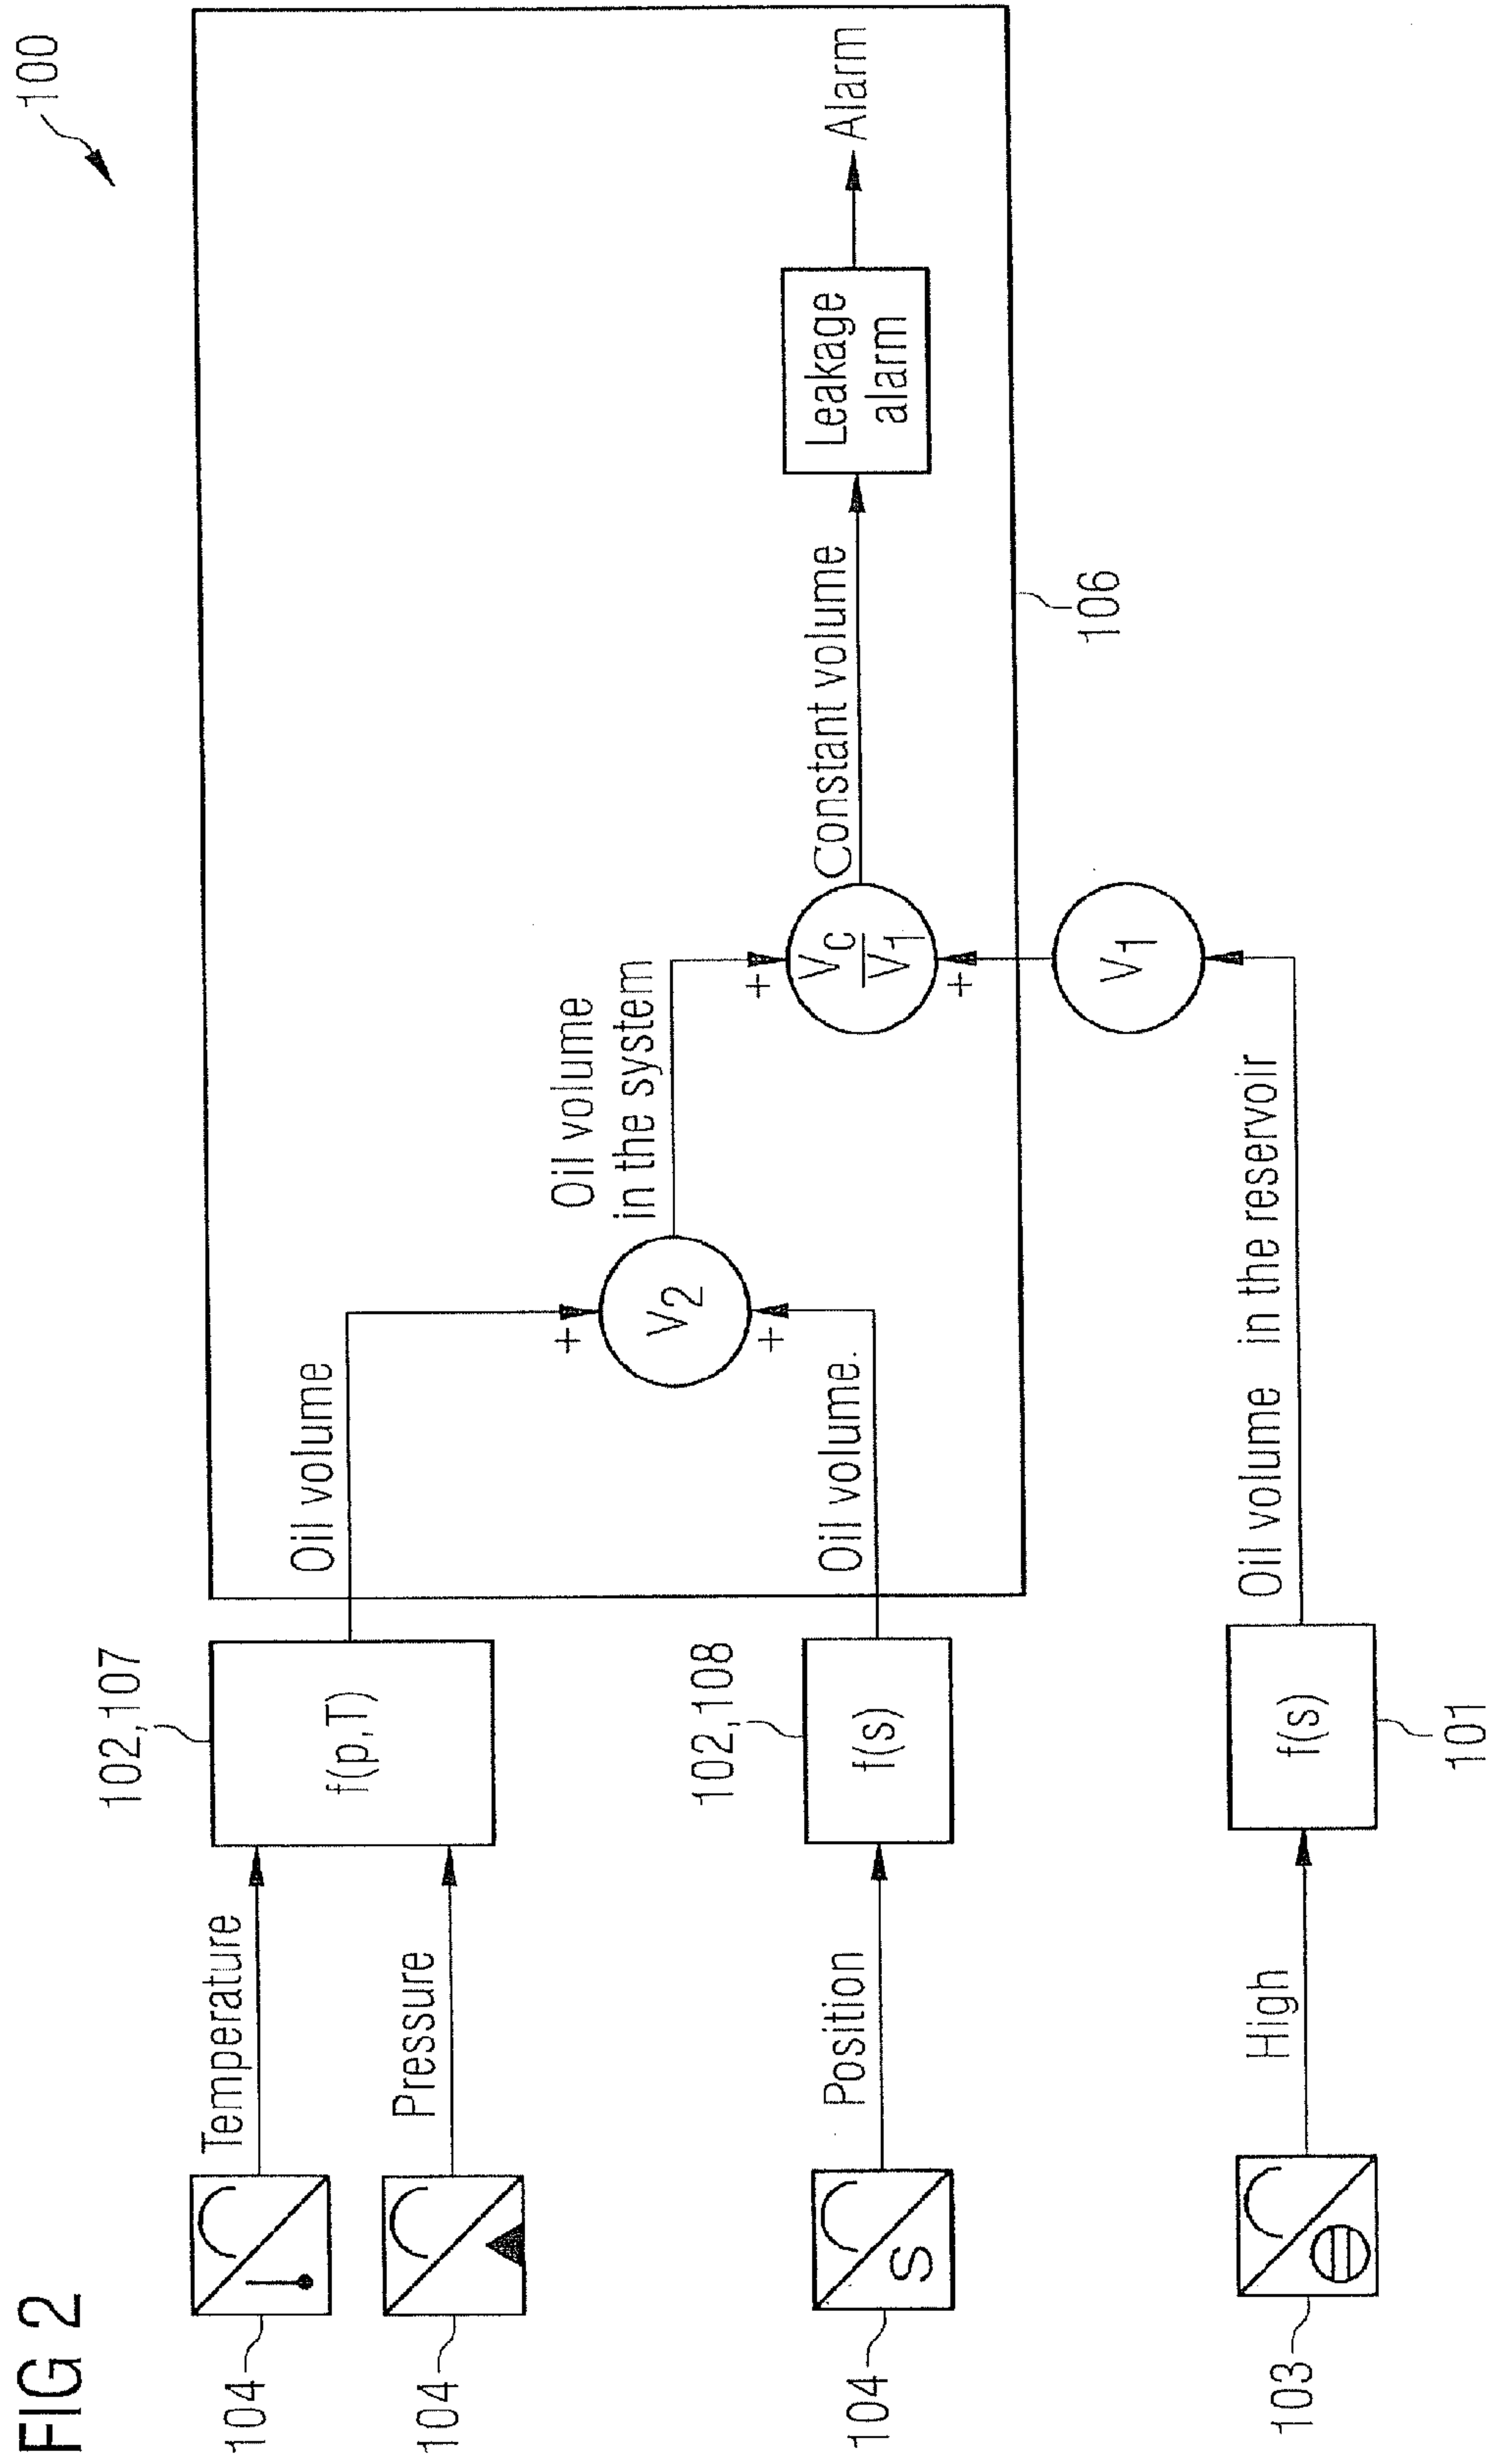 FIG 2
100
104
Temperature
102,107
f(p,T)
Oil volume
104
Pressure
+
V2
+
Oil volume
in the system
104
S
Position
102,108
f(s)
Oil volume.
+
Vc
V1
+
Constant volume
Leakage
alarm
Alarm
106
V1
103
High
f(s)
101
Oil volume in the reservoir